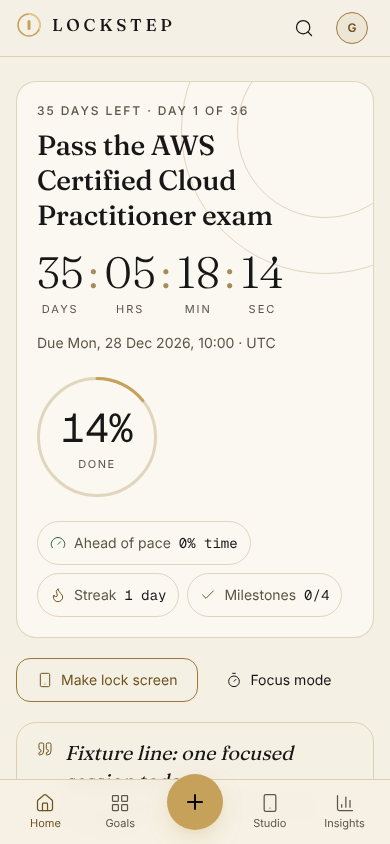 LOCKSTEP
G
35 DAYS LEFT · DAY 1 OF 36
Pass the AWS
Certified Cloud
Practitioner exam
35:05:18:14
DAYS HRS MIN SEC
Due Mon, 28 Dec 2026, 10:00 · UTC
14%
DONE
Ahead of pace 0% time
Streak 1 day
Milestones 0/4
Make lock screen
Focus mode
Fixture line: one focused
session today
Home
Goals
Studio
Insights